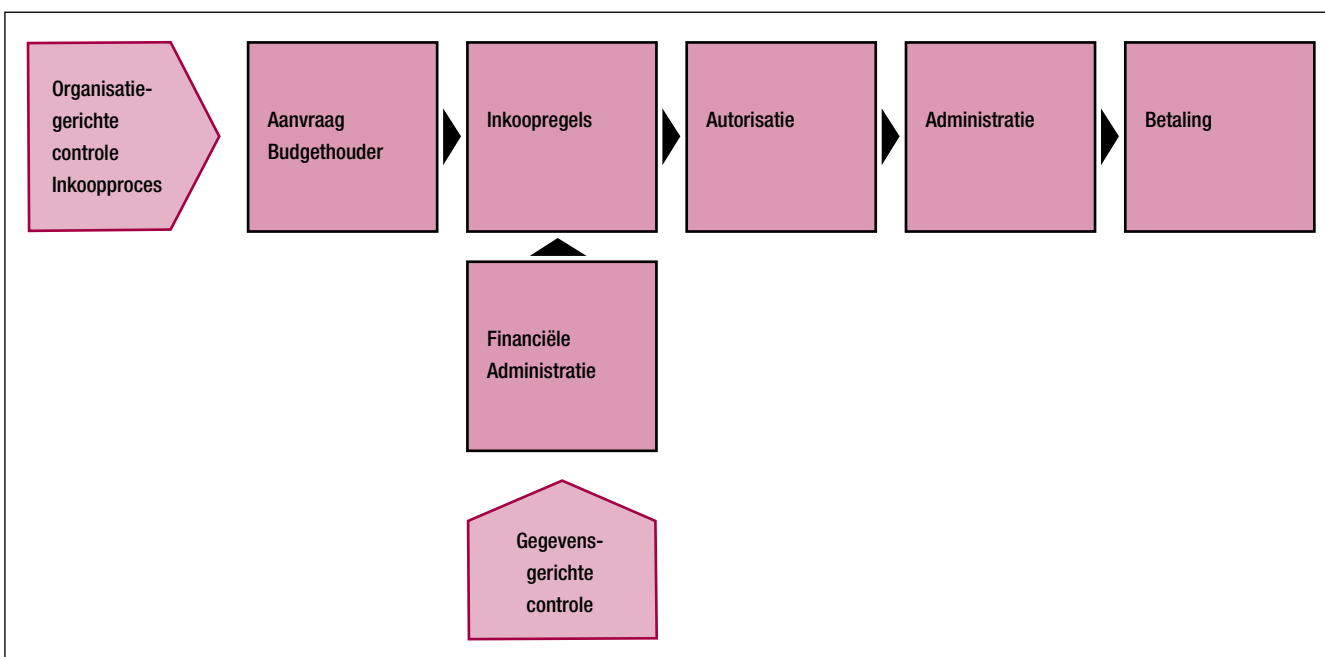 Organisatie-
gerichte
controle
Inkoopproces
Aanvraag
Budgethouder
Inkoopregels
Autorisatie
Administratie
Betaling
Financiële
Administratie
Gegevens-
gerichte
controle